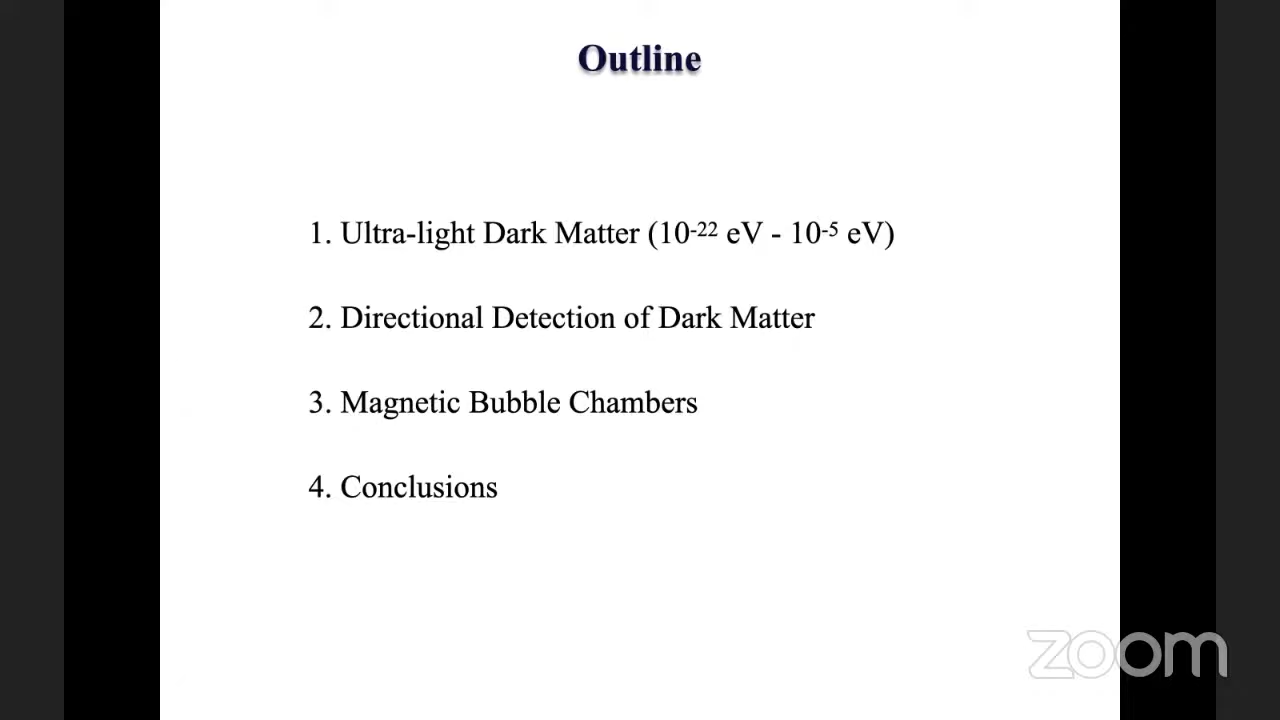 Outline
1. Ultra-light Dark Matter (10⁻²² eV - 10⁻⁵ eV)
2. Directional Detection of Dark Matter
3. Magnetic Bubble Chambers
4. Conclusions
zoom